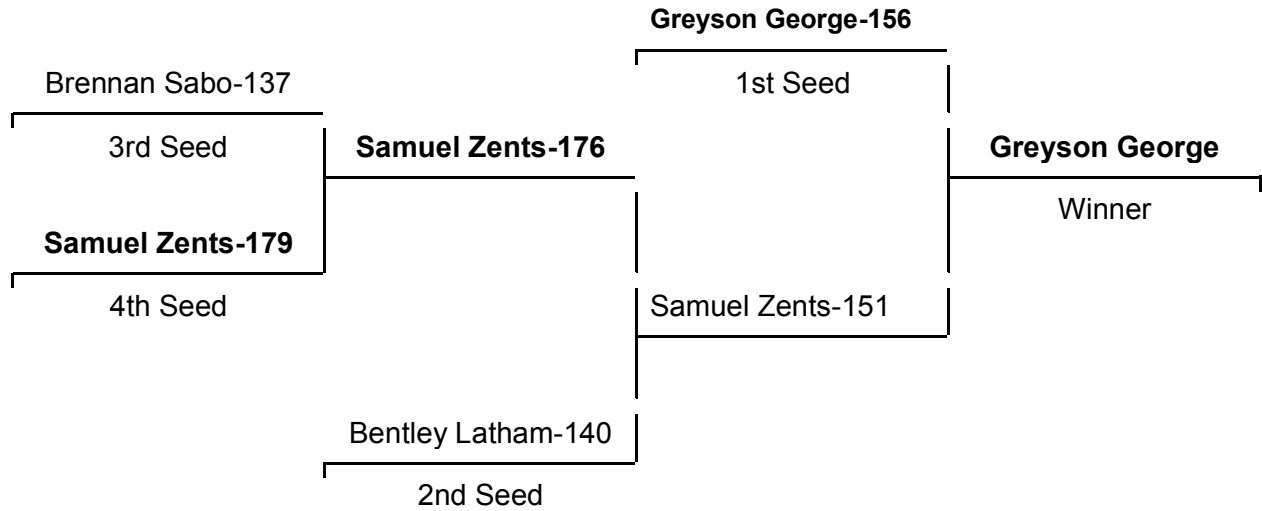 Greyson George-156
Brennan Sabo-137
1st Seed
3rd Seed
Samuel Zents-176
Greyson George
Winner
Samuel Zents-179
4th Seed
Samuel Zents-151
Bentley Latham-140
2nd Seed